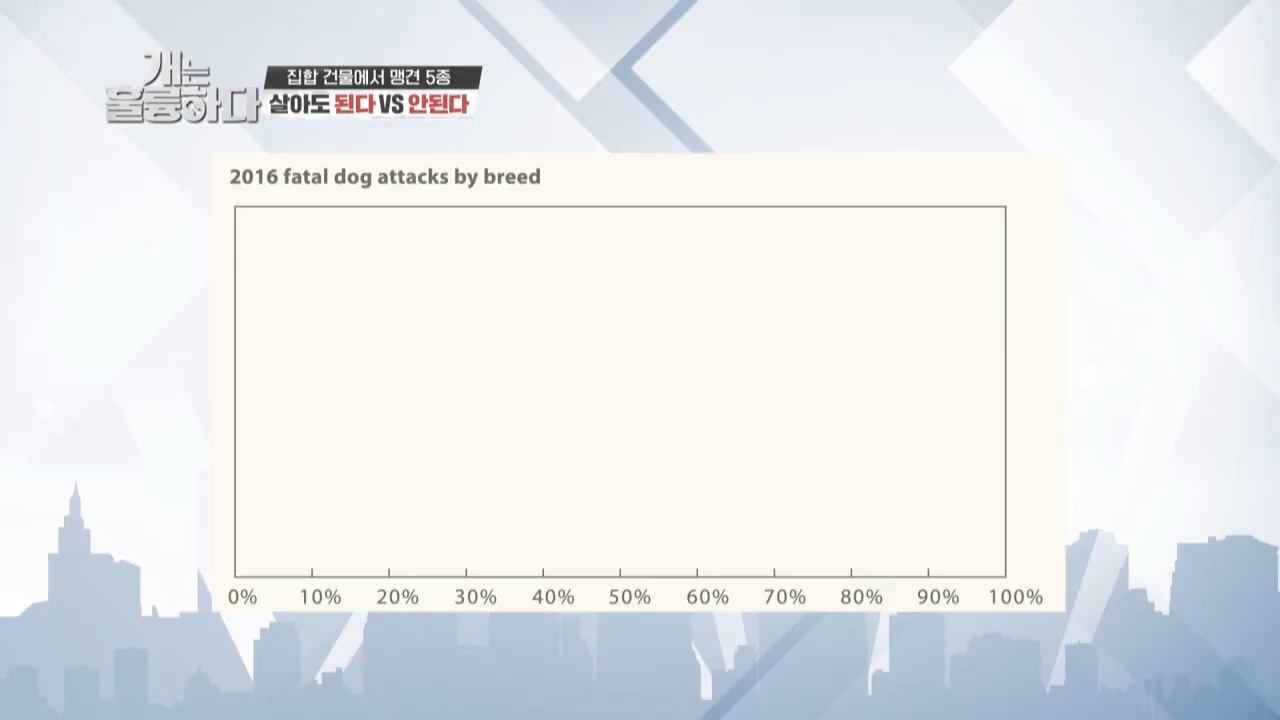 개는
훌륭하다
집합 건물에서 맹견 5종
살아도 된다 VS 안된다
2016 fatal dog attacks by breed
0% 10% 20% 30% 40% 50% 60% 70% 80% 90% 100%